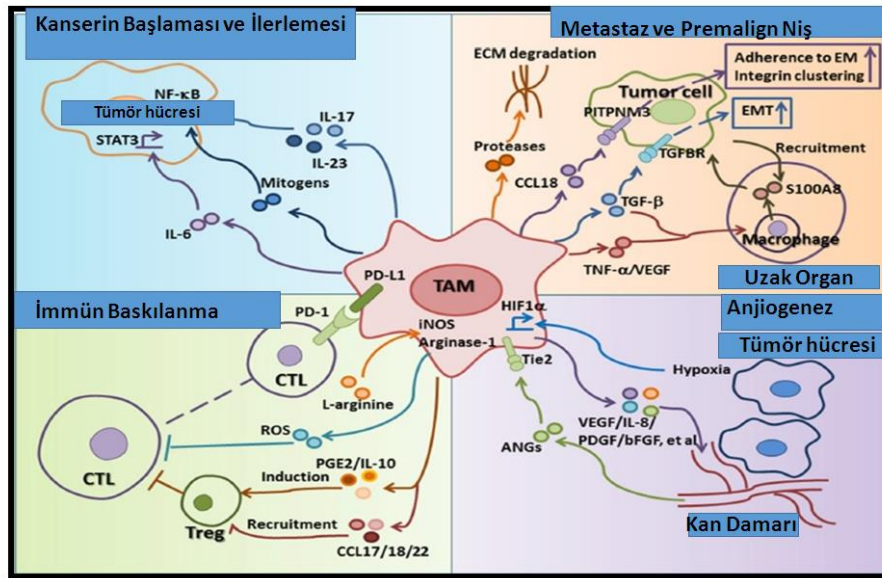 Kanserin Başlaması ve İlerlemesi
NF-κB
Tümör hücresi
STAT3
IL-17
IL-23
Mitogens
IL-6
Metastaz ve Premalign Niş
ECM degradation
Adherence to EM
Integrin clustering
Tumor cell
PITPNM3
EMT
TGFBR
Proteases
CCL18
Recruitment
S100A8
TGF-β
Macrophage
TNF-α/VEGF
Uzak Organ
PD-L1
TAM
HIF1α
iNOS
Arginase-1
Tie2
İmmün Baskılanma
PD-1
CTL
L-arginine
ROS
CTL
PGE2/IL-10
Induction
Treg
Recruitment
CCL17/18/22
Anjiogenez
Tümör hücresi
Hypoxia
VEGF/IL-8/
PDGF/bFGF, et al
ANGs
Kan Damarı